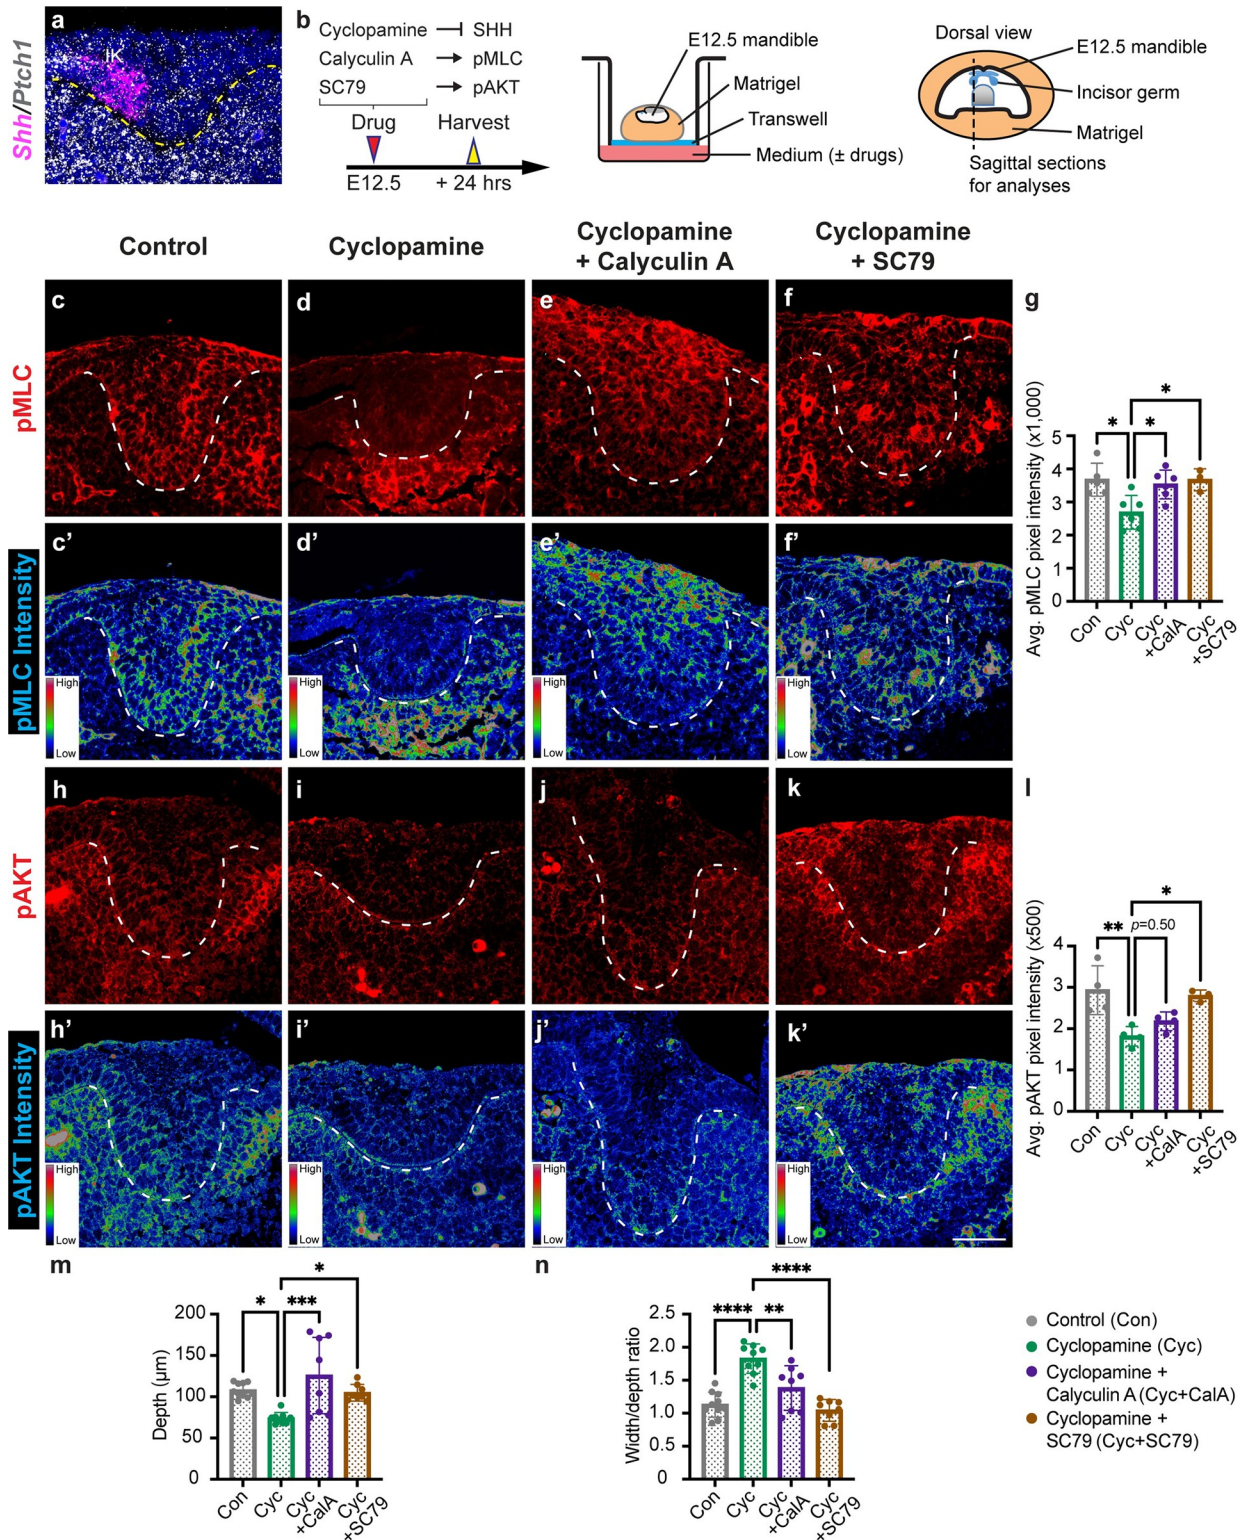 a
IK
Shh/Ptch1
b
Cyclopamine
SHH
Calyculin A
pMLC
SC79
pAKT
Drug
Harvest
E12.5
+ 24 hrs
E12.5 mandible
Matrigel
Transwell
Medium (± drugs)
Dorsal view
E12.5 mandible
Incisor germ
Matrigel
Sagittal sections
for analyses
Control
Cyclopamine
Cyclopamine
+ Calyculin A
Cyclopamine
+ SC79
pMLC
c
d
e
f
g
Avg. pMLC pixel intensity (x1,000)
5
4
3
2
1
0
*
*
*
Con
Cyc
Cyc
+CalA
Cyc
+SC79
pMLC Intensity
c’
High
Low
d’
High
Low
e’
High
Low
f’
High
Low
pAKT
h
i
j
k
l
Avg. pAKT pixel intensity (x500)
4
3
2
1
0
**
p=0.50
*
Con
Cyc
Cyc
+CalA
Cyc
+SC79
pAKT Intensity
h’
High
Low
i’
High
Low
j’
High
Low
k’
High
Low
m
Depth (µm)
200
150
100
50
0
*
***
*
Con
Cyc
Cyc
+CalA
Cyc
+SC79
n
Width/depth ratio
2.5
2.0
1.5
1.0
0.5
0
****
**
****
Con
Cyc
Cyc
+CalA
Cyc
+SC79
Control (Con)
Cyclopamine (Cyc)
Cyclopamine +
Calyculin A (Cyc+CalA)
Cyclopamine +
SC79 (Cyc+SC79)